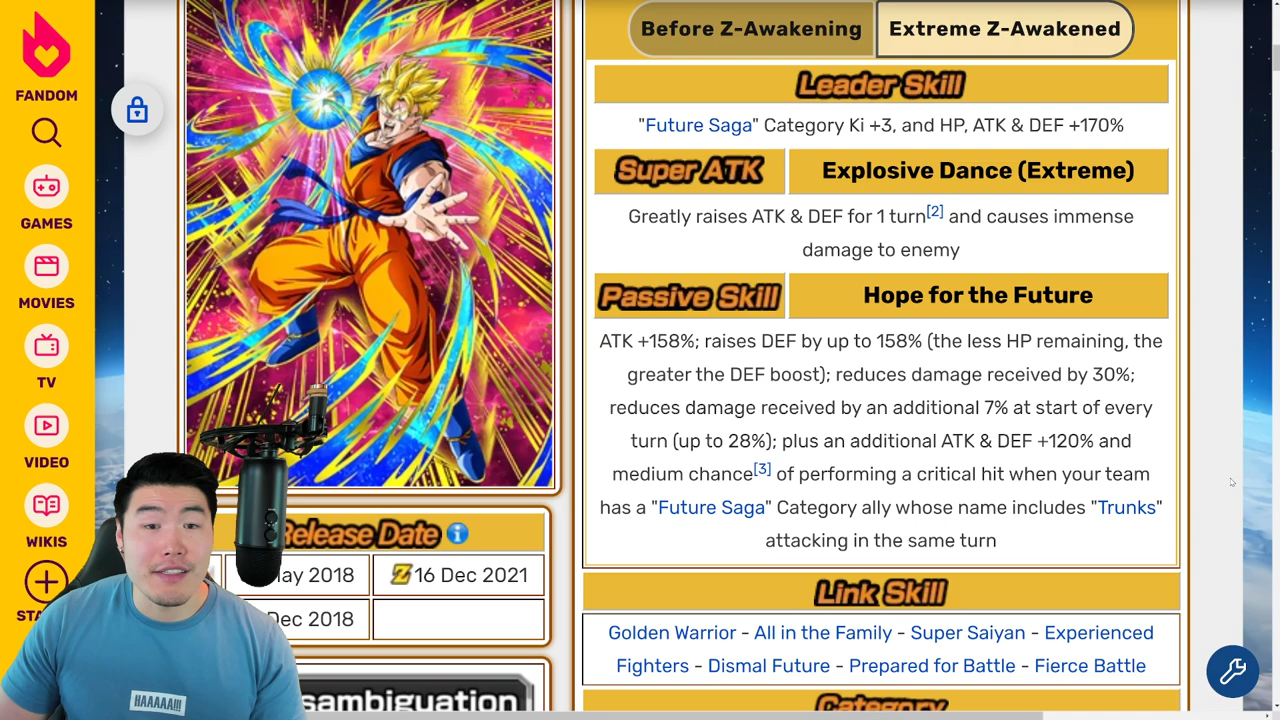 FANDOM
GAMES
MOVIES
TV
VIDEO
WIKIS
Before Z-Awakening
Extreme Z-Awakened
Leader Skill
"Future Saga" Category Ki +3, and HP, ATK & DEF +170%
Super ATK
Explosive Dance (Extreme)
Greatly raises ATK & DEF for 1 turn[2] and causes immense
damage to enemy
Passive Skill
Hope for the Future
ATK +158%; raises DEF by up to 158% (the less HP remaining, the
greater the DEF boost); reduces damage received by 30%;
reduces damage received by an additional 7% at start of every
turn (up to 28%); plus an additional ATK & DEF +120% and
medium chance[3] of performing a critical hit when your team
has a "Future Saga" Category ally whose name includes "Trunks"
attacking in the same turn
Release Date
2018
Z 16 Dec 2021
Dec 2018
Link Skill
Golden Warrior - All in the Family - Super Saiyan - Experienced
Fighters - Dismal Future - Prepared for Battle - Fierce Battle
Category
HAAAAA!!!